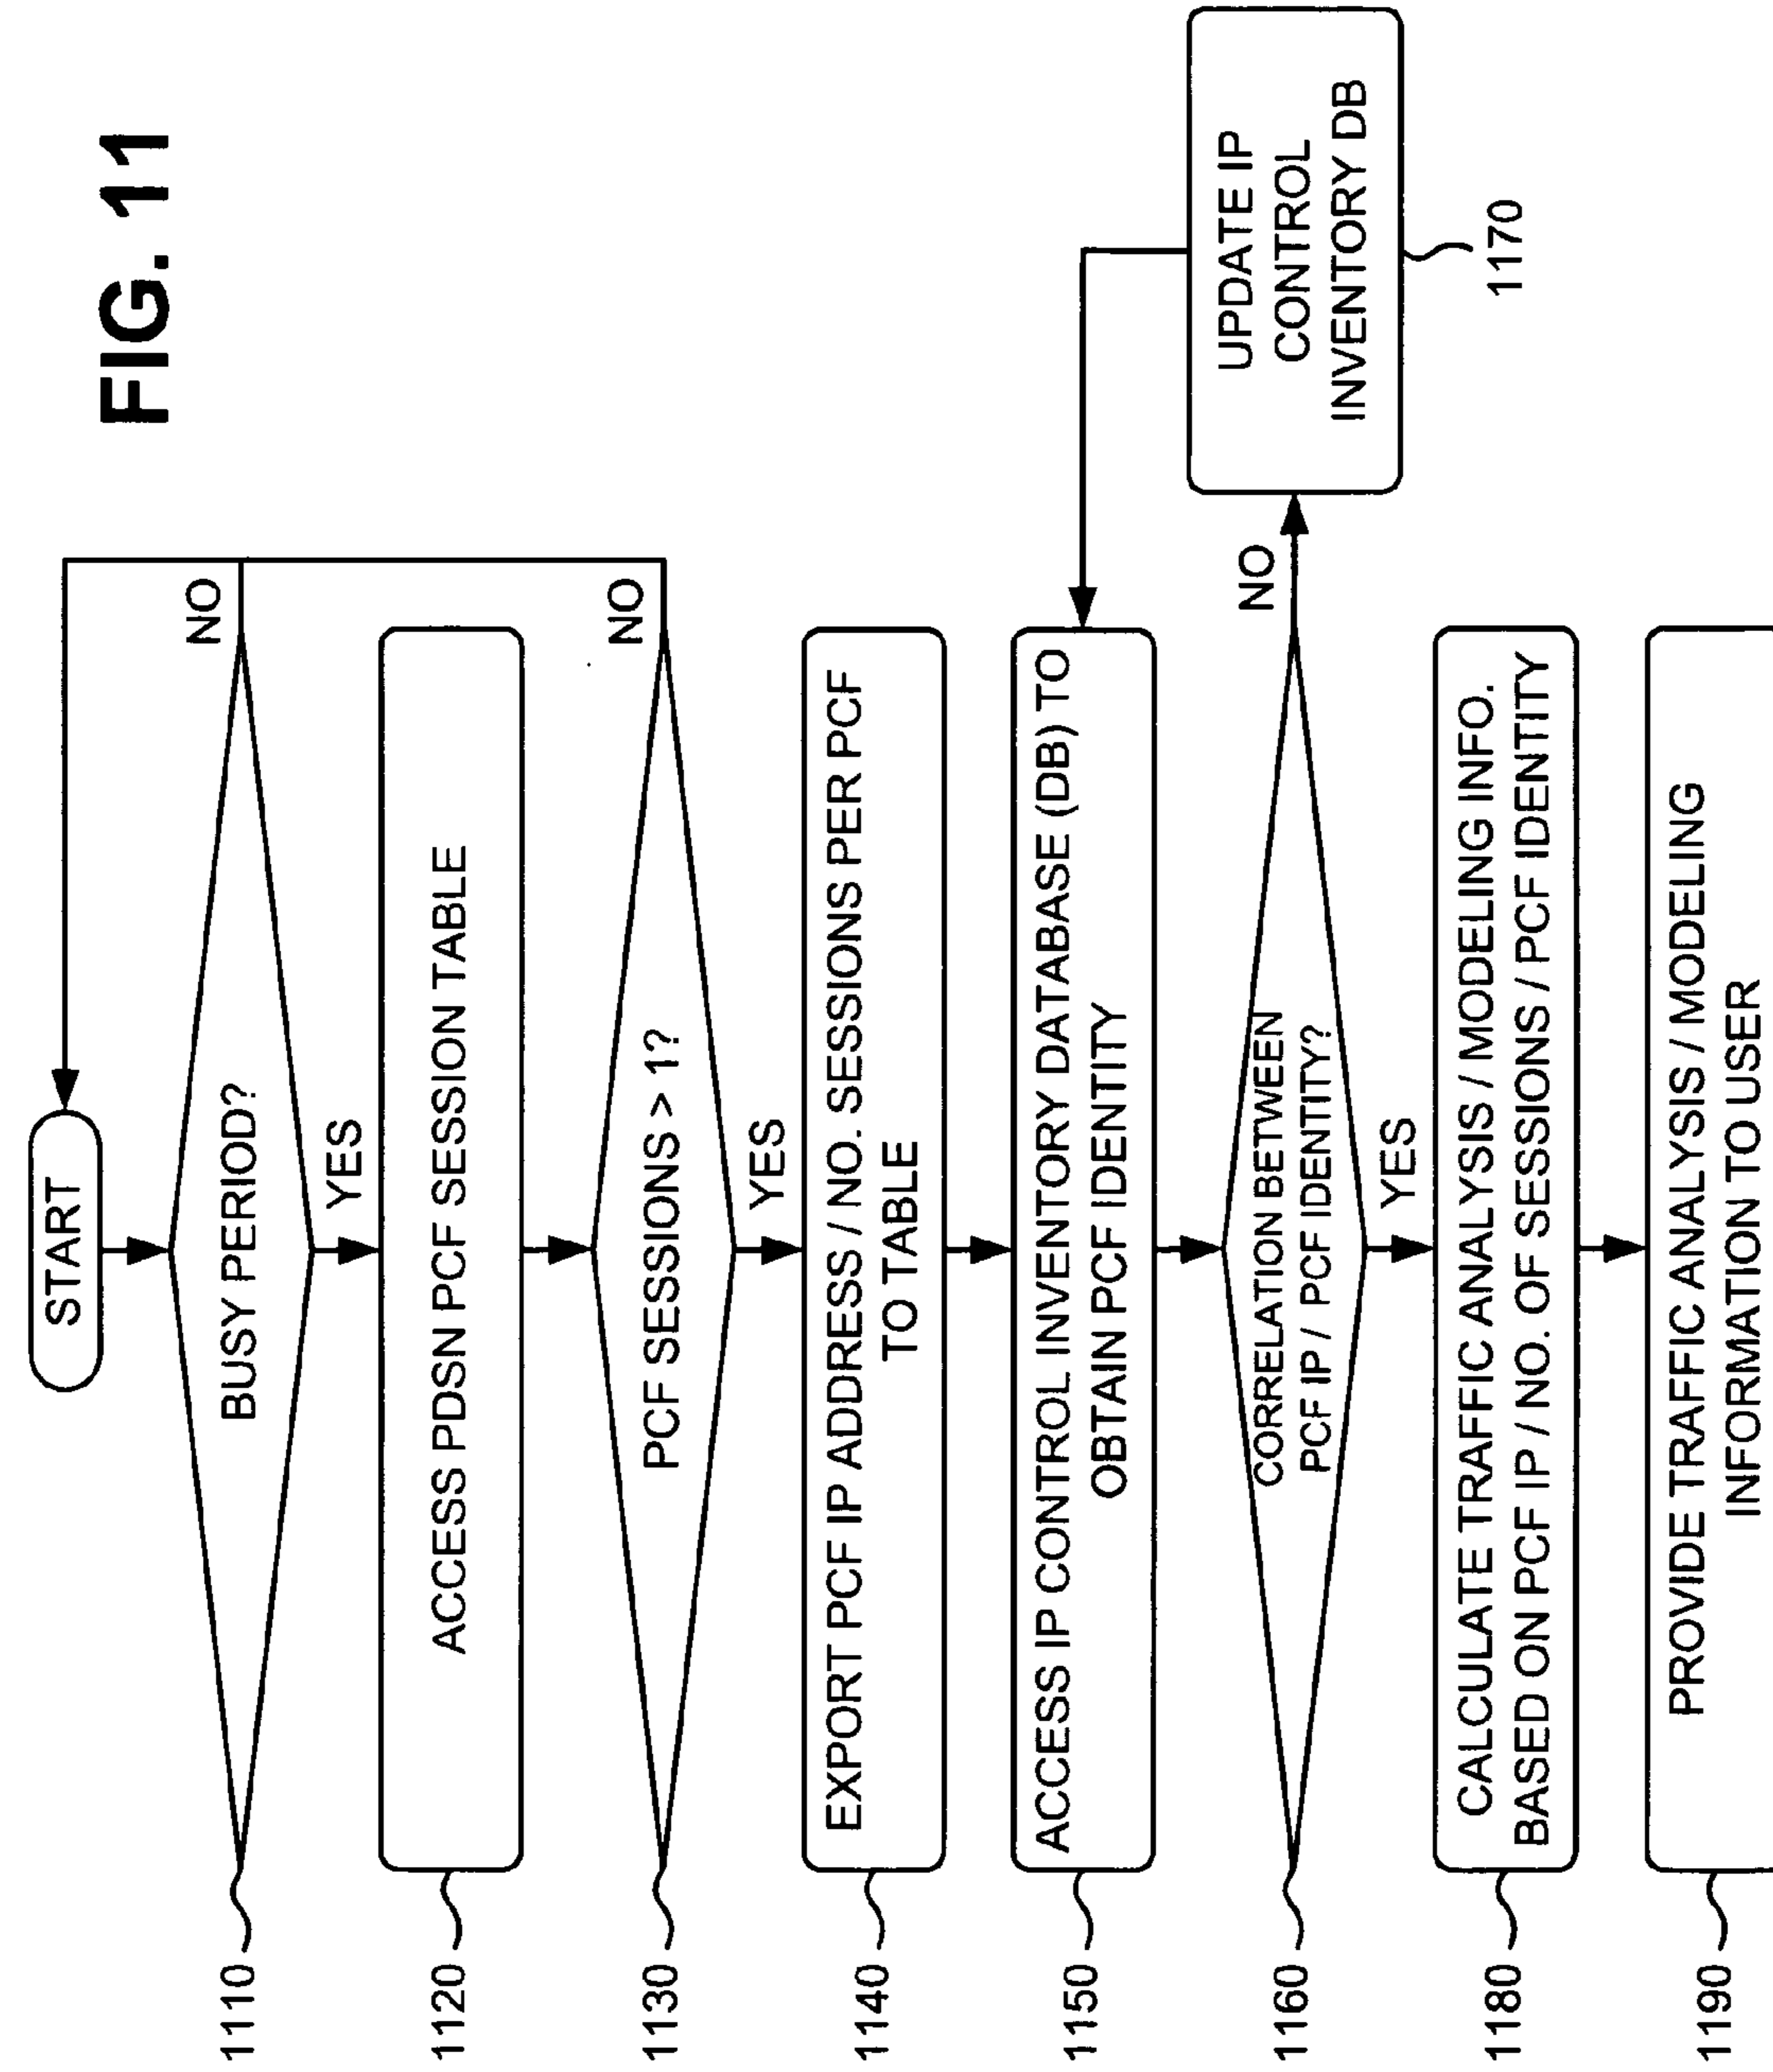 FIG. 11
START
1110
BUSY PERIOD?
NO
YES
1120
ACCESS PDSN PCF SESSION TABLE
1130
PCF SESSIONS > 1?
NO
YES
1140
EXPORT PCF IP ADDRESS / NO. SESSIONS PER PCF
TO TABLE
1150
ACCESS IP CONTROL INVENTORY DATABASE (DB) TO
OBTAIN PCF IDENTITY
1160
CORRELATION BETWEEN
PCF IP / PCF IDENTITY?
NO
YES
UPDATE IP
CONTROL
INVENTORY DB
1170
1180
CALCULATE TRAFFIC ANALYSIS / MODELING INFO.
BASED ON PCF IP / NO. OF SESSIONS / PCF IDENTITY
1190
PROVIDE TRAFFIC ANALYSIS / MODELING
INFORMATION TO USER